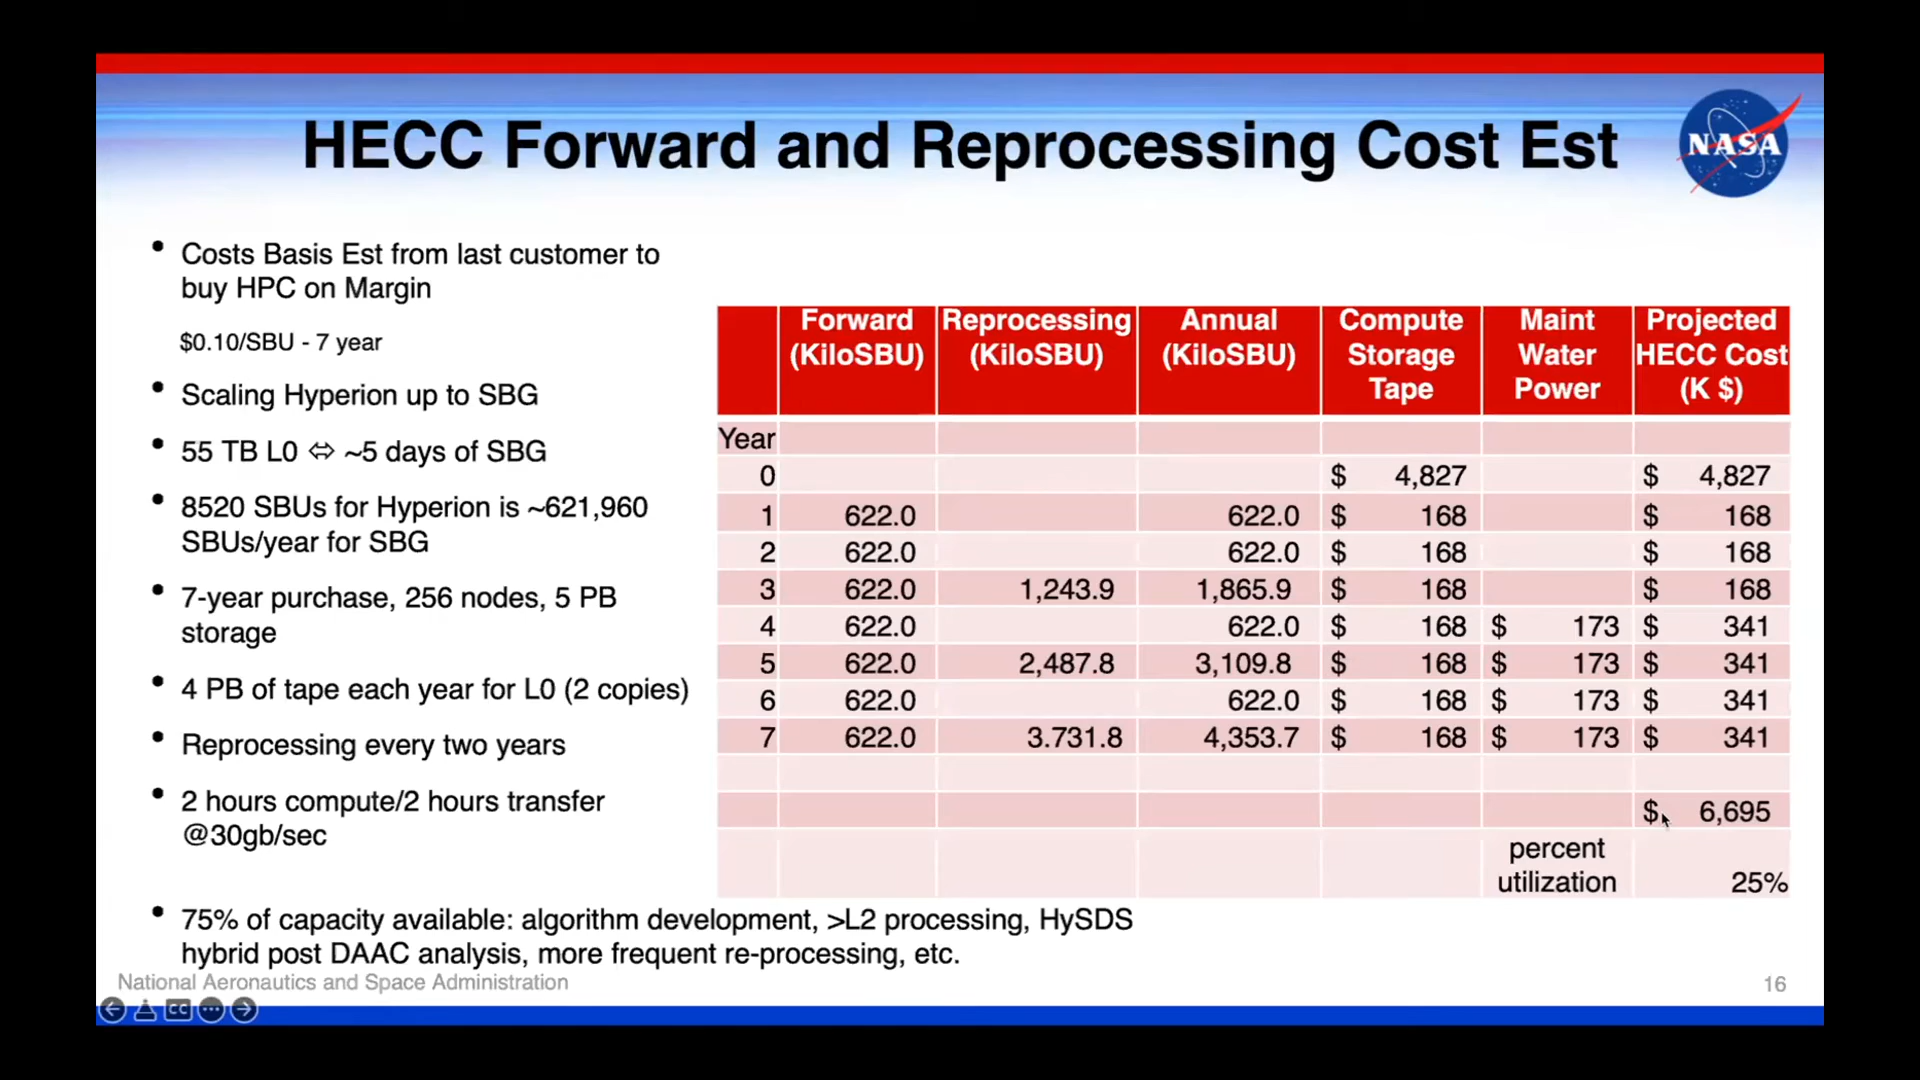 HECC Forward and Reprocessing Cost Est
NASA
• Costs Basis Est from last customer to
buy HPC on Margin
$0.10/SBU - 7 year
• Scaling Hyperion up to SBG
• 55 TB L0 ⬄ ~5 days of SBG
• 8520 SBUs for Hyperion is ~621,960
SBUs/year for SBG
• 7-year purchase, 256 nodes, 5 PB
storage
• 4 PB of tape each year for L0 (2 copies)
• Reprocessing every two years
• 2 hours compute/2 hours transfer
@30gb/sec
• 75% of capacity available: algorithm development, >L2 processing, HySDS
hybrid post DAAC analysis, more frequent re-processing, etc.
Forward Reprocessing Annual Compute Maint Projected
(KiloSBU) (KiloSBU) (KiloSBU) Storage Water HECC Cost
Tape Power (K $)
Year
0 $ 4,827 $ 4,827
1 622.0 622.0 $ 168 $ 168
2 622.0 622.0 $ 168 $ 168
3 622.0 1,243.9 1,865.9 $ 168 $ 168
4 622.0 622.0 $ 168 $ 173 $ 341
5 622.0 2,487.8 3,109.8 $ 168 $ 173 $ 341
6 622.0 622.0 $ 168 $ 173 $ 341
7 622.0 3.731.8 4,353.7 $ 168 $ 173 $ 341
$ 6,695
percent
utilization 25%
National Aeronautics and Space Administration
16
CC